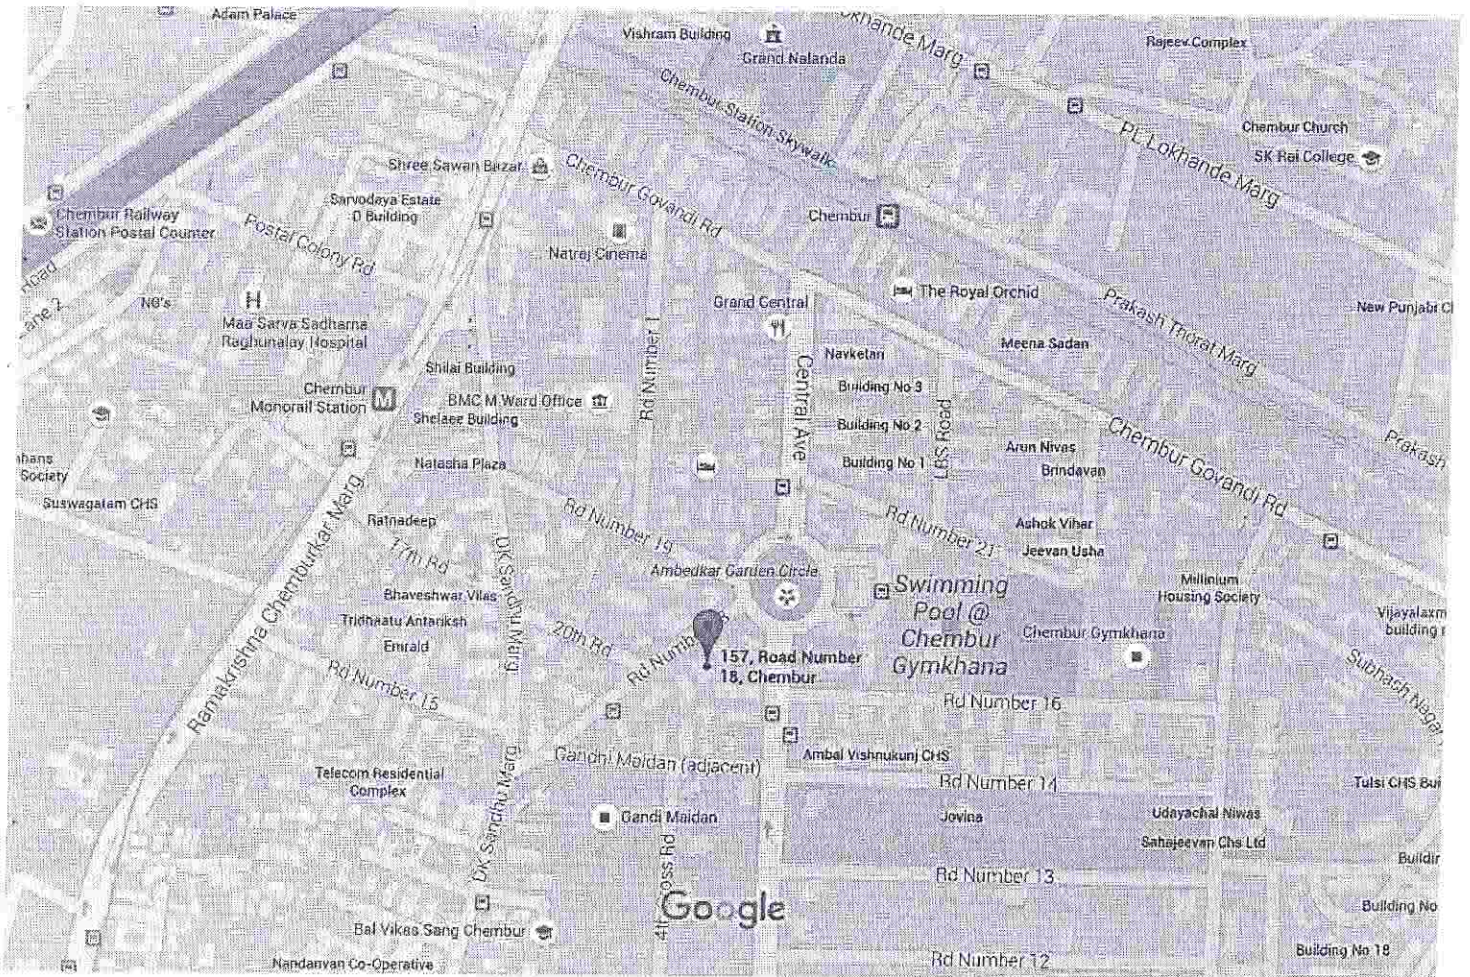 Adam Palace
Vishram Building
Grand Nalanda
Lokhande Marg
Rajeev Complex
Chembur Station Skywalk
Chembur Church
PL Lokhande Marg
SK Rai College
Shree Sawan Bazar
Chembur Govandi Rd
Sarvodaya Estate
D Building
Chembur
Chembur Railway
Station Postal Counter
Postal Colony Rd
Natraj Cinema
NG's
Maa Sarva Sadharna
Raghunalay Hospital
Grand Central
The Royal Orchid
Prakash Thorat Marg
New Punjabi
Rd Number 1
Central Ave
Navketan
Meena Sadan
Building No 3
Shilai Building
Chembur
Monorail Station
BMC M Ward Office
Shelaee Building
Building No 2
LBS Road
Chembur Govandi Rd
Arun Nivas
Brindavan
Prakash
Natasha Plaza
Building No 1
Society
Suswagatam CHS
Ramakrishna Chemburkar Marg
Ratnadeep
17th Rd
Rd Number 19
Rd Number 21
Ashok Vihar
Jeevan Usha
DK Sandhu Marg
Ambedkar Garden Circle
Bhaveshwar Vilas
Swimming
Pool @
Chembur
Gymkhana
Millinium
Housing Society
Tridhaatu Antariksh
20th Rd
Chembur Gymkhana
building
Emrald
157, Road Number
18, Chembur
Subhach Nagar
Rd Number 15
Rd Number 16
Gandhi Maidan (adjacent)
Ambal Vishnukunj CHS
Telecom Residential
Complex
DK Sandhu Marg
Rd Number 14
Tulsi CHS
Gandi Maidan
Jovina
Udayachal Niwas
Sahajeevan Chs Ltd
Rd Number 13
Google
Building No
Bal Vikas Sang Chembur
Nandanvan Co-Operative
Rd Number 12
Building No 18